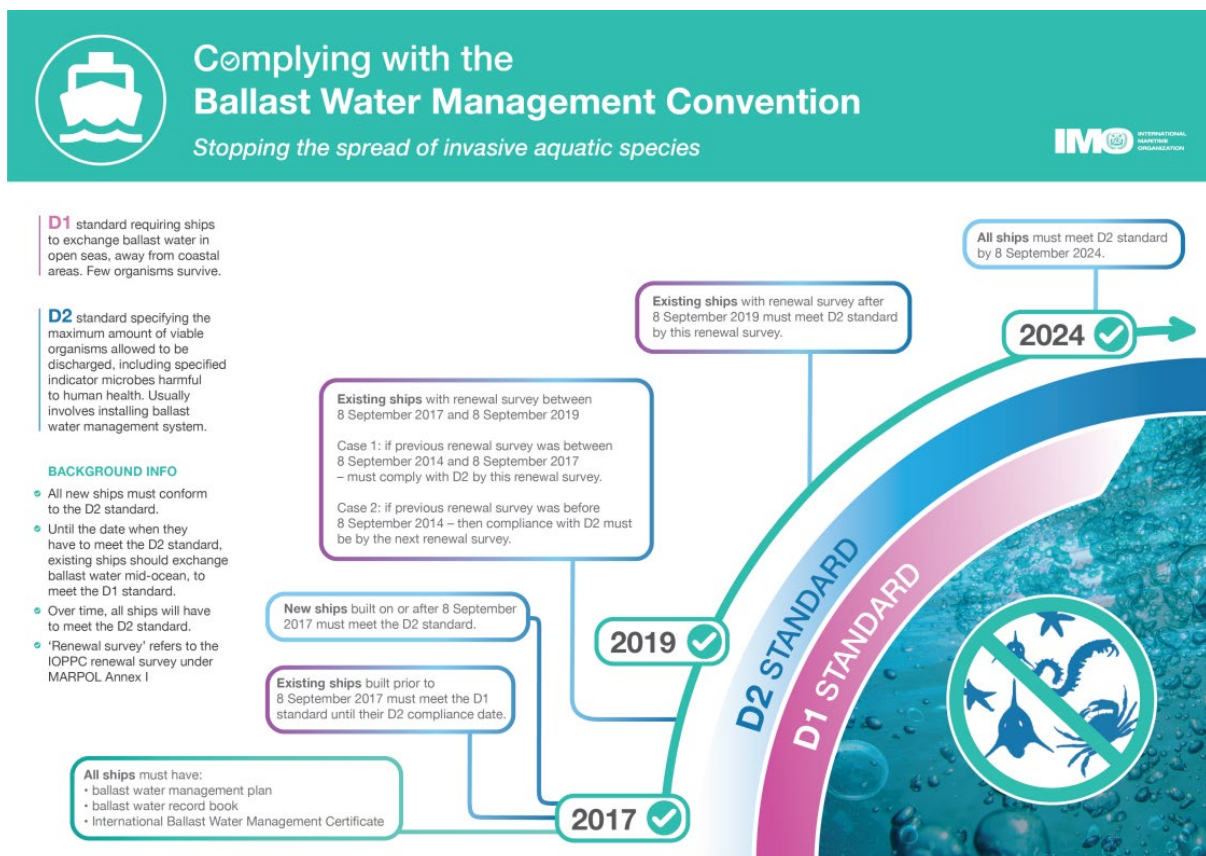 Complying with the
Ballast Water Management Convention
Stopping the spread of invasive aquatic species
IMO
INTERNATIONAL
MARITIME
ORGANIZATION
D1 standard requiring ships
to exchange ballast water in
open seas, away from coastal
areas. Few organisms survive.
D2 standard specifying the
maximum amount of viable
organisms allowed to be
discharged, including specified
indicator microbes harmful
to human health. Usually
involves installing ballast
water management system.
BACKGROUND INFO
All new ships must conform
to the D2 standard.
Until the date when they
have to meet the D2 standard,
existing ships should exchange
ballast water mid-ocean, to
meet the D1 standard.
Over time, all ships will have
to meet the D2 standard.
‘Renewal survey’ refers to the
IOPPC renewal survey under
MARPOL Annex I
All ships must meet D2 standard
by 8 September 2024.
2024
Existing ships with renewal survey after
8 September 2019 must meet D2 standard
by this renewal survey.
Existing ships with renewal survey between
8 September 2017 and 8 September 2019
Case 1: if previous renewal survey was between
8 September 2014 and 8 September 2017
– must comply with D2 by this renewal survey.
Case 2: if previous renewal survey was before
8 September 2014 – then compliance with D2 must
be by the next renewal survey.
2019
New ships built on or after 8 September
2017 must meet the D2 standard.
Existing ships built prior to
8 September 2017 must meet the D1
standard until their D2 compliance date.
All ships must have:
• ballast water management plan
• ballast water record book
• International Ballast Water Management Certificate
2017
D2 STANDARD
D1 STANDARD